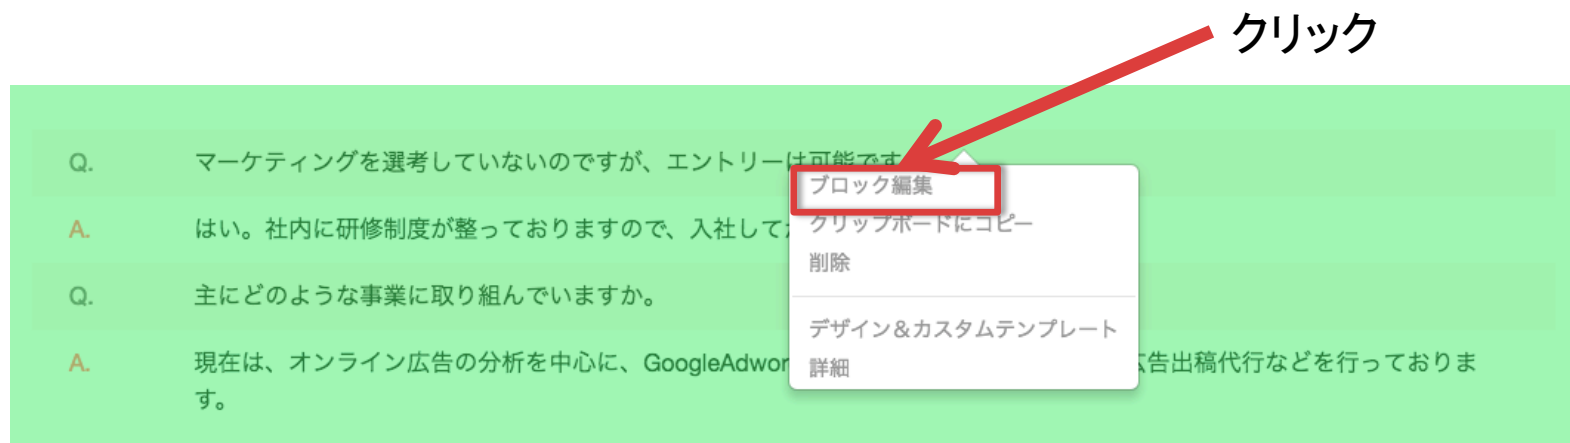 クリック
Q. マーケティングを選考していないのですが、エントリーは可能です
ブロック編集
A. はい。社内に研修制度が整っておりますので、入社して
クリップボードにコピー
削除
Q. 主にどのような事業に取り組んでいますか。
デザイン&カスタムテンプレート
A. 現在は、オンライン広告の分析を中心に、GoogleAdwor
詳細
広告出稿代行などを行っておりま
す。